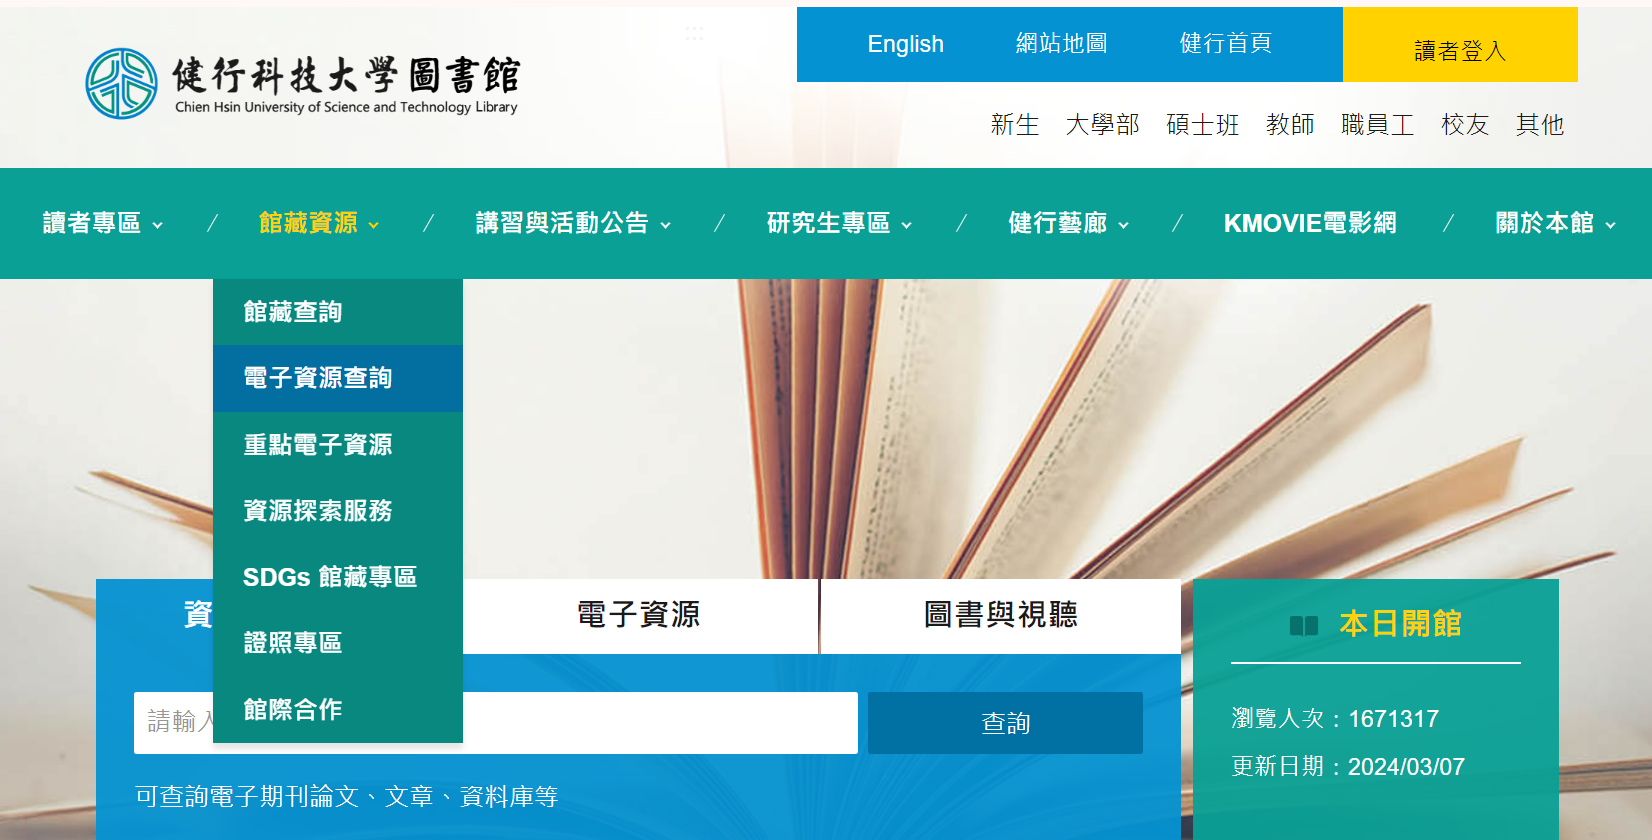 English 網站地圖 健行首頁 讀者登入
健行科技大学圖書館
Chien Hsin University of Science and Technology Library
新生 大學部 碩士班 教師 職員工 校友 其他
讀者專區 / 館藏資源 / 講習與活動公告 / 研究生專區 / 健行藝廊 / KMOVIE電影網 / 關於本館
館藏查詢
電子資源查詢
重點電子資源
資源探索服務
SDGs 館藏專區
證照專區
館際合作
資 電子資源 圖書與視聽
請輸入 查詢
可查詢電子期刊論文、文章、資料庫等
本日開館
瀏覽人次：1671317
更新日期：2024/03/07